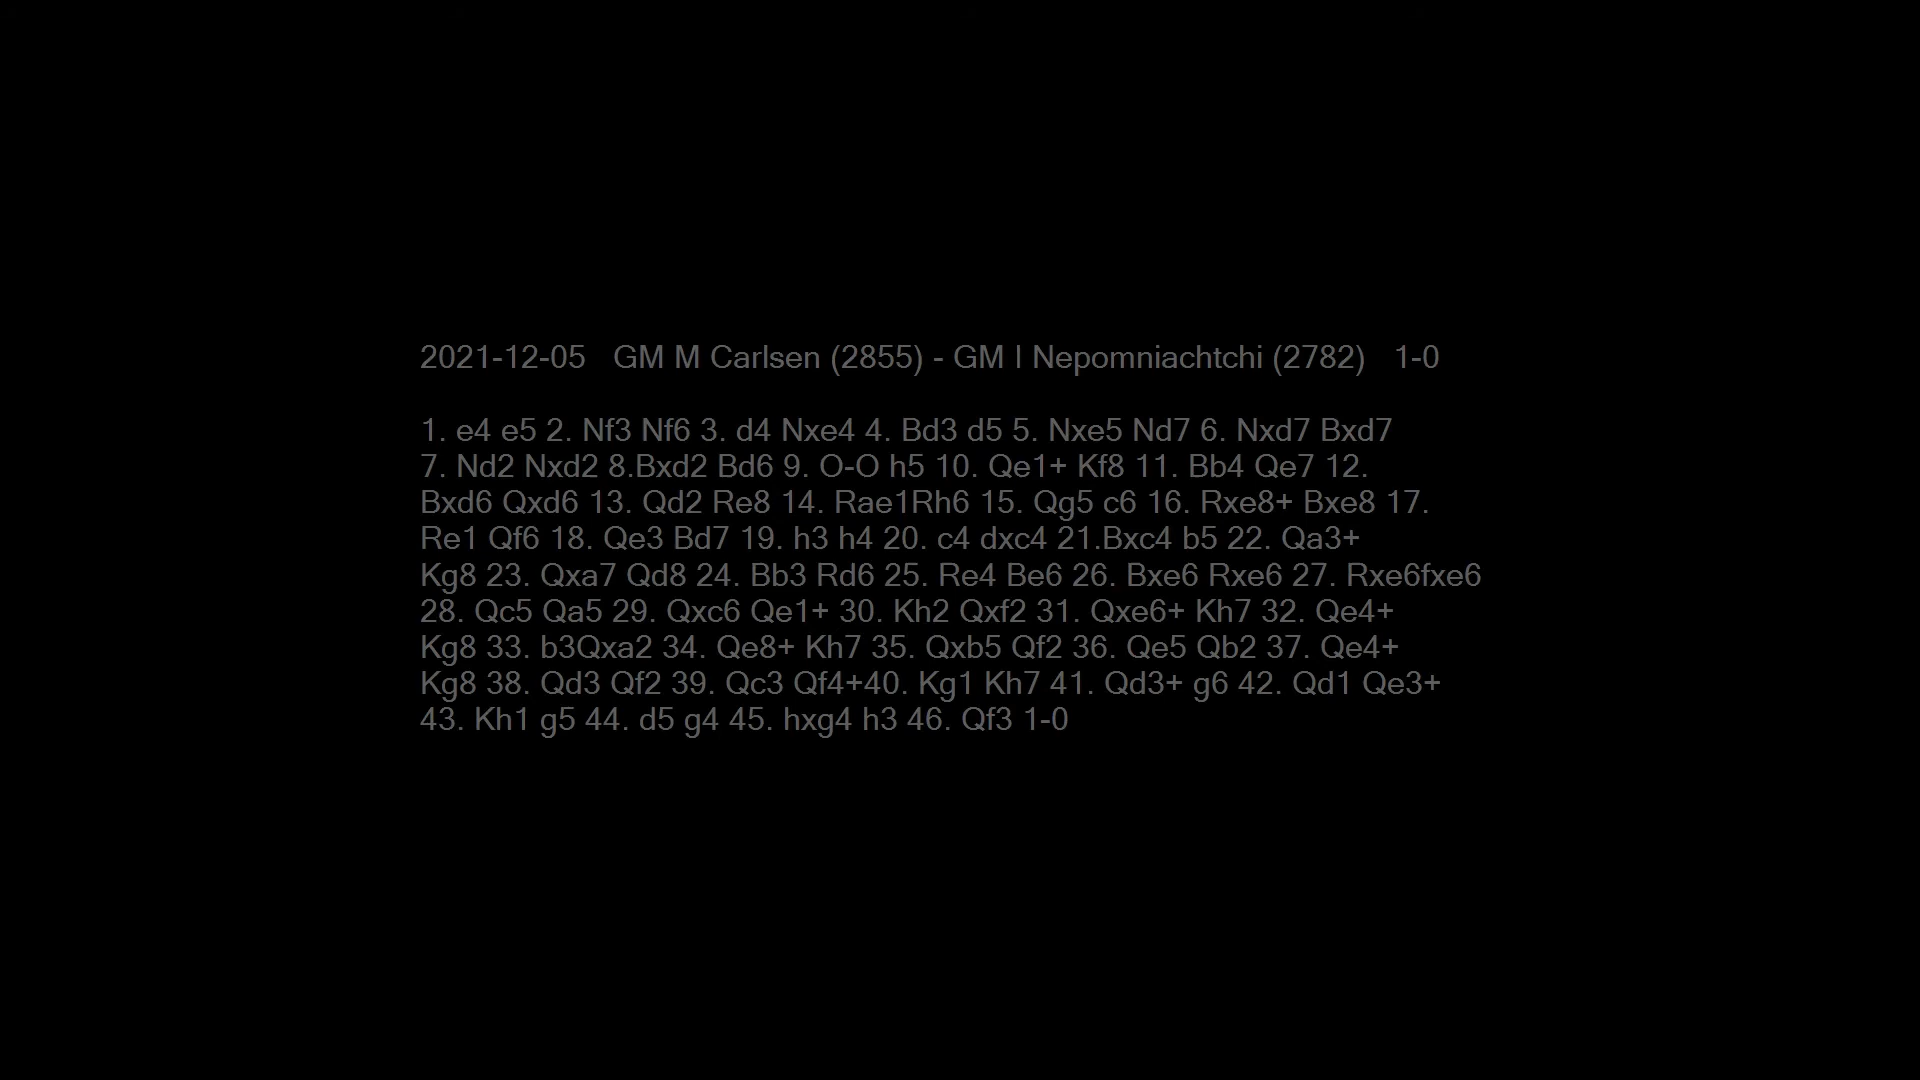 2021-12-05 GM M Carlsen (2855) - GM I Nepomniachtchi (2782) 1-0
1. e4 e5 2. Nf3 Nf6 3. d4 Nxe4 4. Bd3 d5 5. Nxe5 Nd7 6. Nxd7 Bxd7
7. Nd2 Nxd2 8.Bxd2 Bd6 9. O-O h5 10. Qe1+ Kf8 11. Bb4 Qe7 12.
Bxd6 Qxd6 13. Qd2 Re8 14. Rae1Rh6 15. Qg5 c6 16. Rxe8+ Bxe8 17.
Re1 Qf6 18. Qe3 Bd7 19. h3 h4 20. c4 dxc4 21.Bxc4 b5 22. Qa3+
Kg8 23. Qxa7 Qd8 24. Bb3 Rd6 25. Re4 Be6 26. Bxe6 Rxe6 27. Rxe6fxe6
28. Qc5 Qa5 29. Qxc6 Qe1+ 30. Kh2 Qxf2 31. Qxe6+ Kh7 32. Qe4+
Kg8 33. b3Qxa2 34. Qe8+ Kh7 35. Qxb5 Qf2 36. Qe5 Qb2 37. Qe4+
Kg8 38. Qd3 Qf2 39. Qc3 Qf4+40. Kg1 Kh7 41. Qd3+ g6 42. Qd1 Qe3+
43. Kh1 g5 44. d5 g4 45. hxg4 h3 46. Qf3 1-0